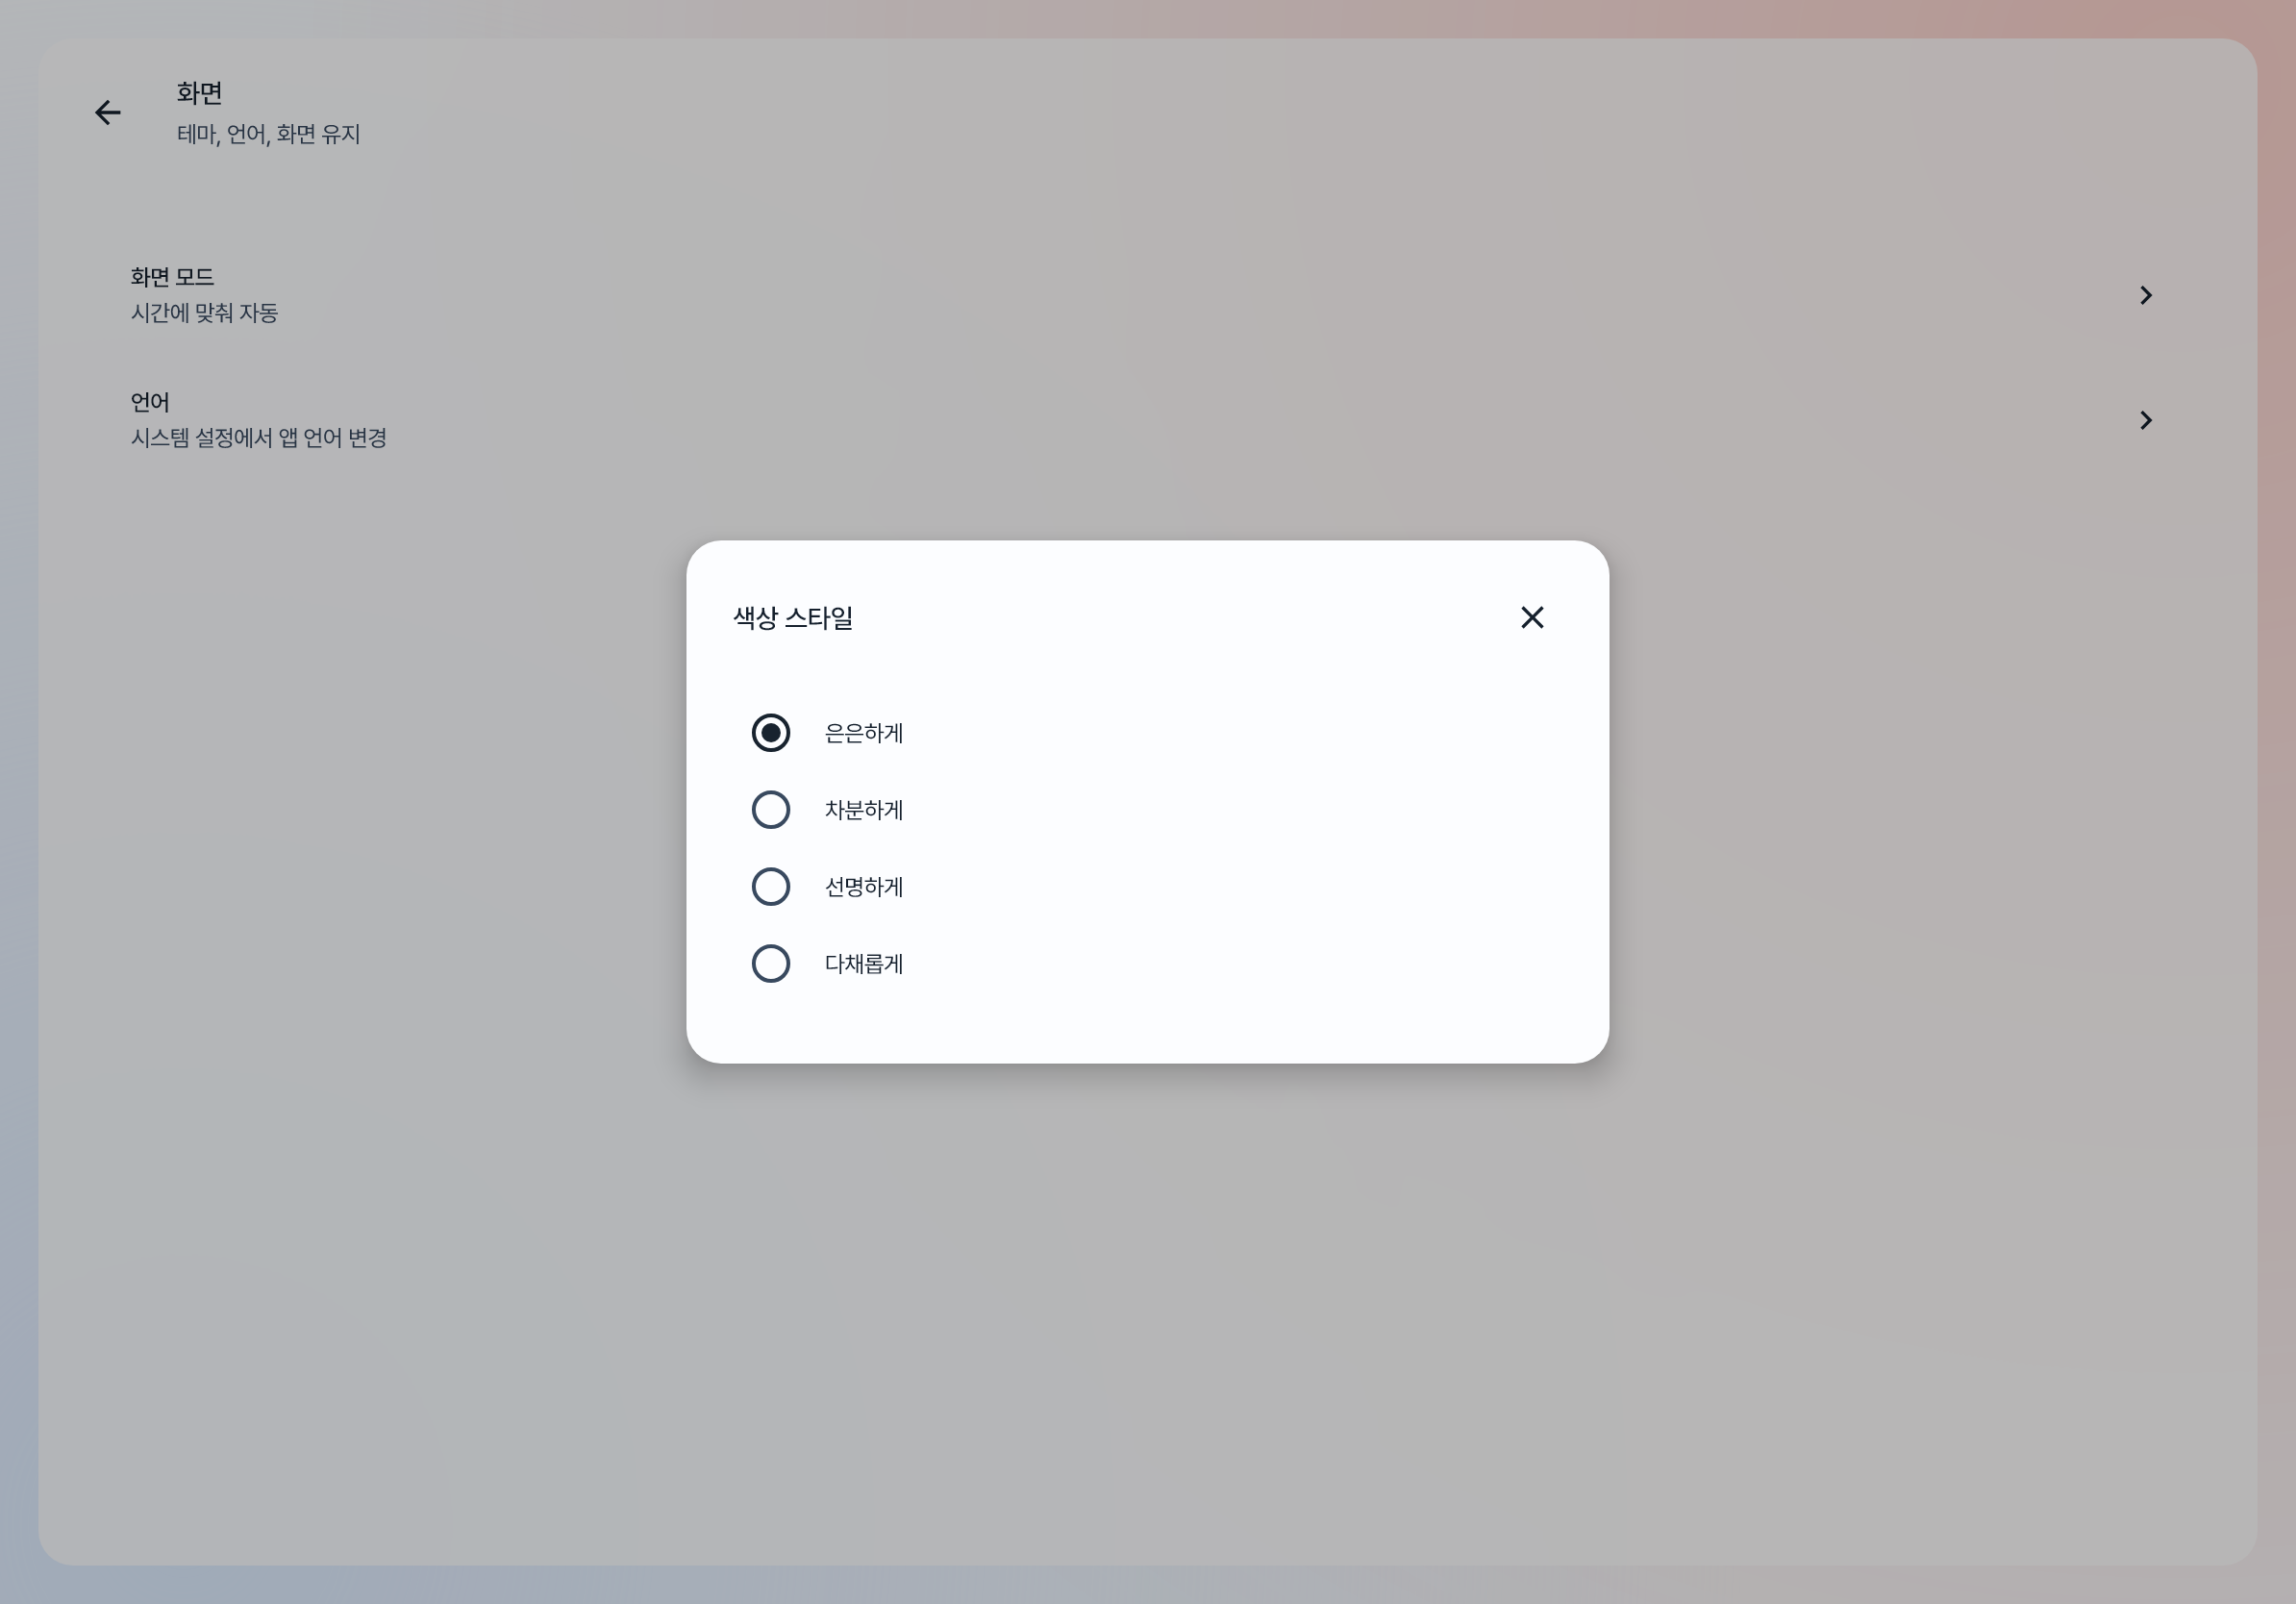 화면
테마, 언어, 화면 유지
화면 모드
시간에 맞춰 자동
언어
시스템 설정에서 앱 언어 변경
색상 스타일
은은하게
차분하게
선명하게
다채롭게